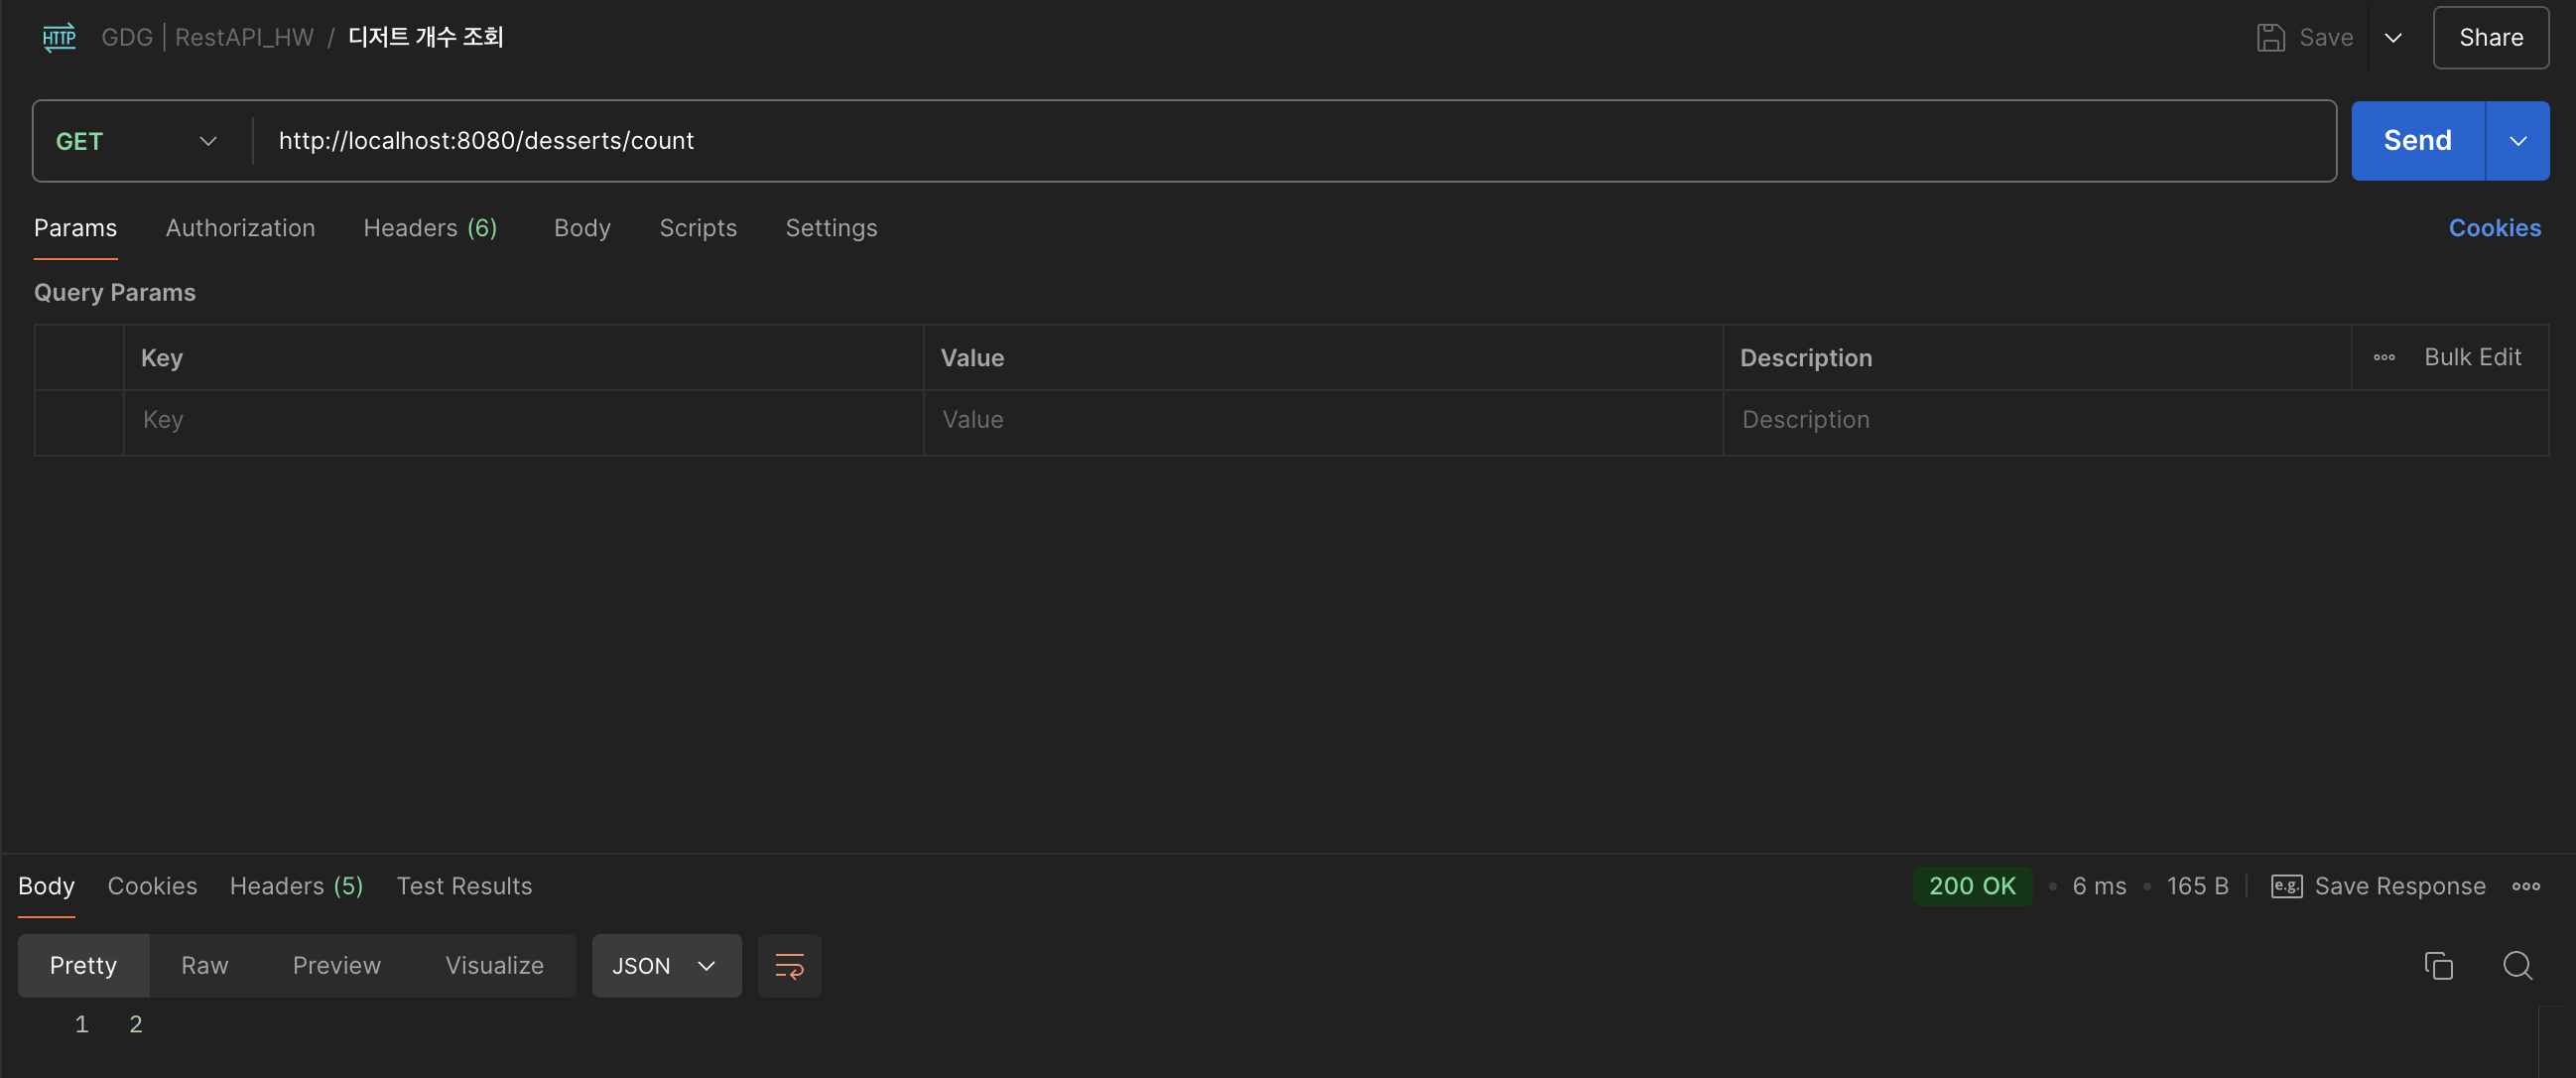 HTTP GDG | RestAPI_HW / 디저트 개수 조회 Save Share
GET http://localhost:8080/desserts/count Send
Params Authorization Headers (6) Body Scripts Settings Cookies
Query Params
Key Value Description Bulk Edit
Key Value Description
Body Cookies Headers (5) Test Results 200 OK • 6 ms • 165 B e.g. Save Response
Pretty Raw Preview Visualize JSON
1 2